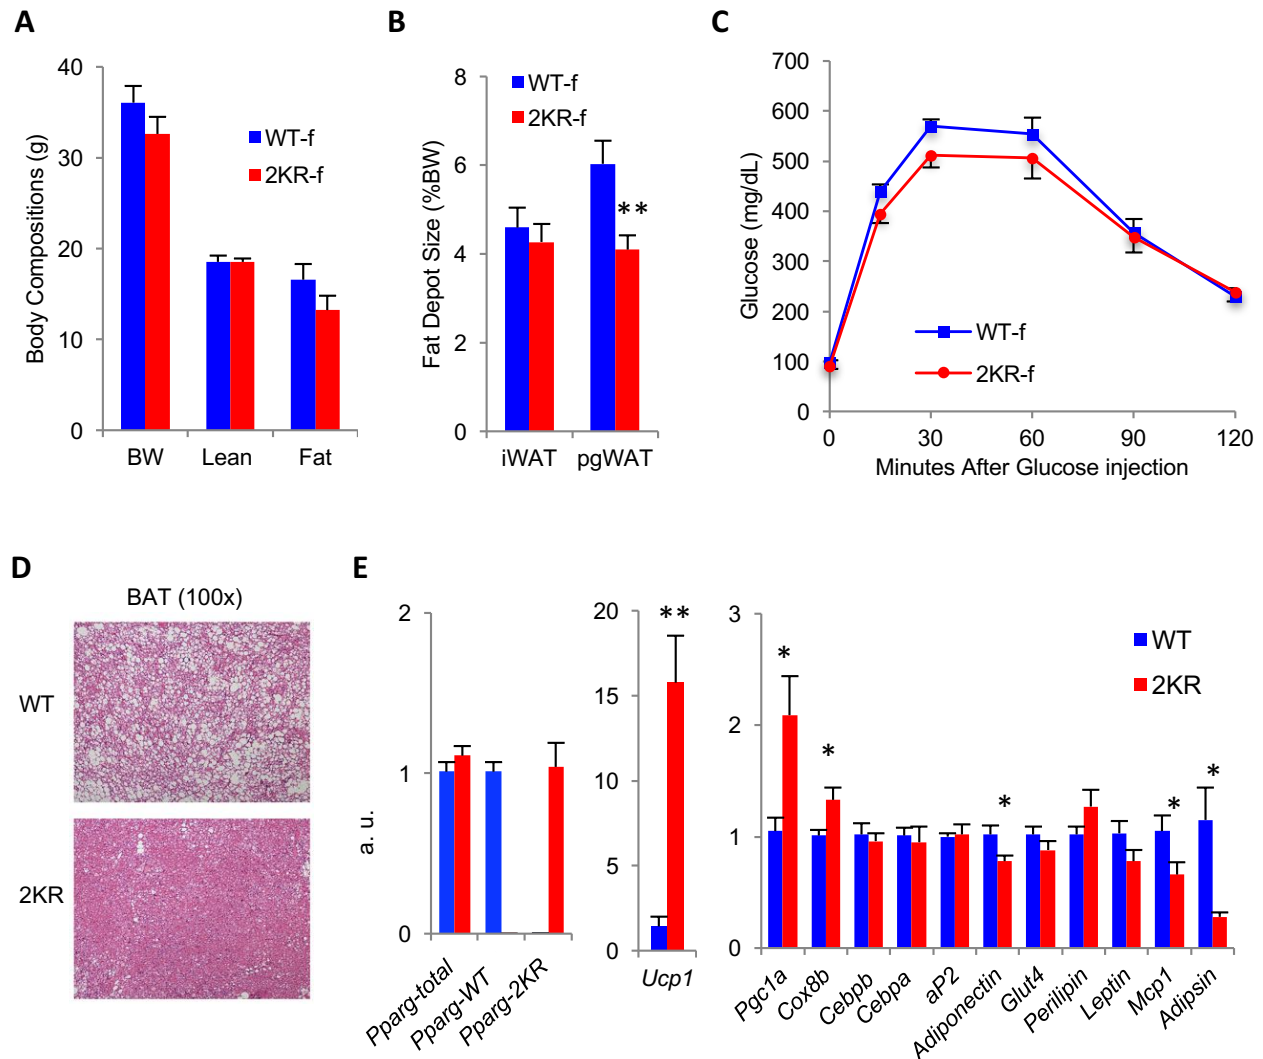 A
Body Compositions (g)
40
30
20
10
0
WT-f
2KR-f
BW Lean Fat
B
Fat Depot Size (%BW)
8
6
4
2
0
WT-f
2KR-f
**
iWAT pgWAT
C
Glucose (mg/dL)
700
600
500
400
300
200
100
0
WT-f
2KR-f
0 30 60 90 120
Minutes After Glucose injection
D
BAT (100x)
WT
2KR
E
a. u.
2
1
0
Pparg-total Pparg-WT Pparg-2KR
20
15
10
5
0
**
Ucp1
3
2
1
0
WT
2KR
* * * * *
Pgc1a Cox8b Cebpb Cebpa aP2 Adiponectin Glut4 Perilipin Leptin Mcp1 Adipsin